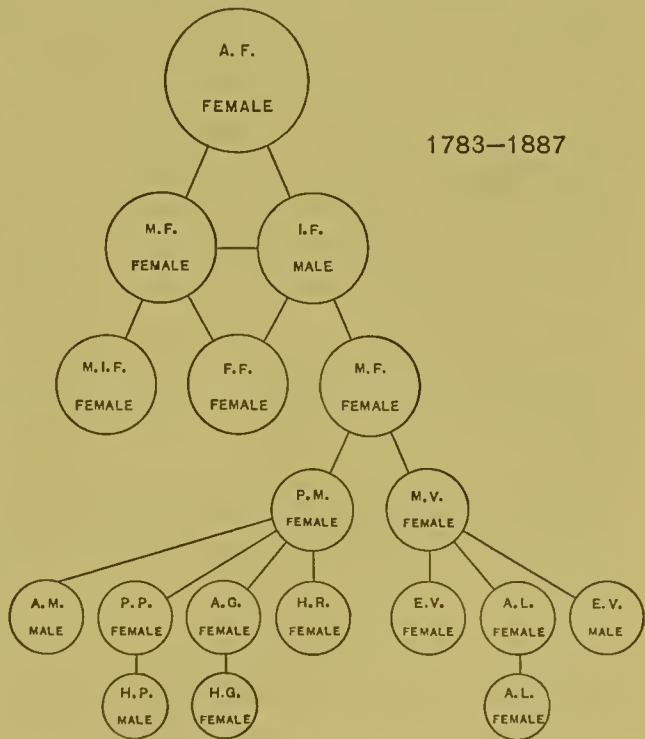 A. F.
FEMALE
1783—1887
M.F.
FEMALE
I.F.
MALE
M.I.F.
FEMALE
F.F.
FEMALE
M.F.
FEMALE
P.M.
FEMALE
M.V.
FEMALE
A.M.
MALE
P.P.
FEMALE
A.G.
FEMALE
H.R.
FEMALE
E.V.
FEMALE
A.L.
FEMALE
E.V.
MALE
H.P.
MALE
H.G.
FEMALE
A.L.
FEMALE